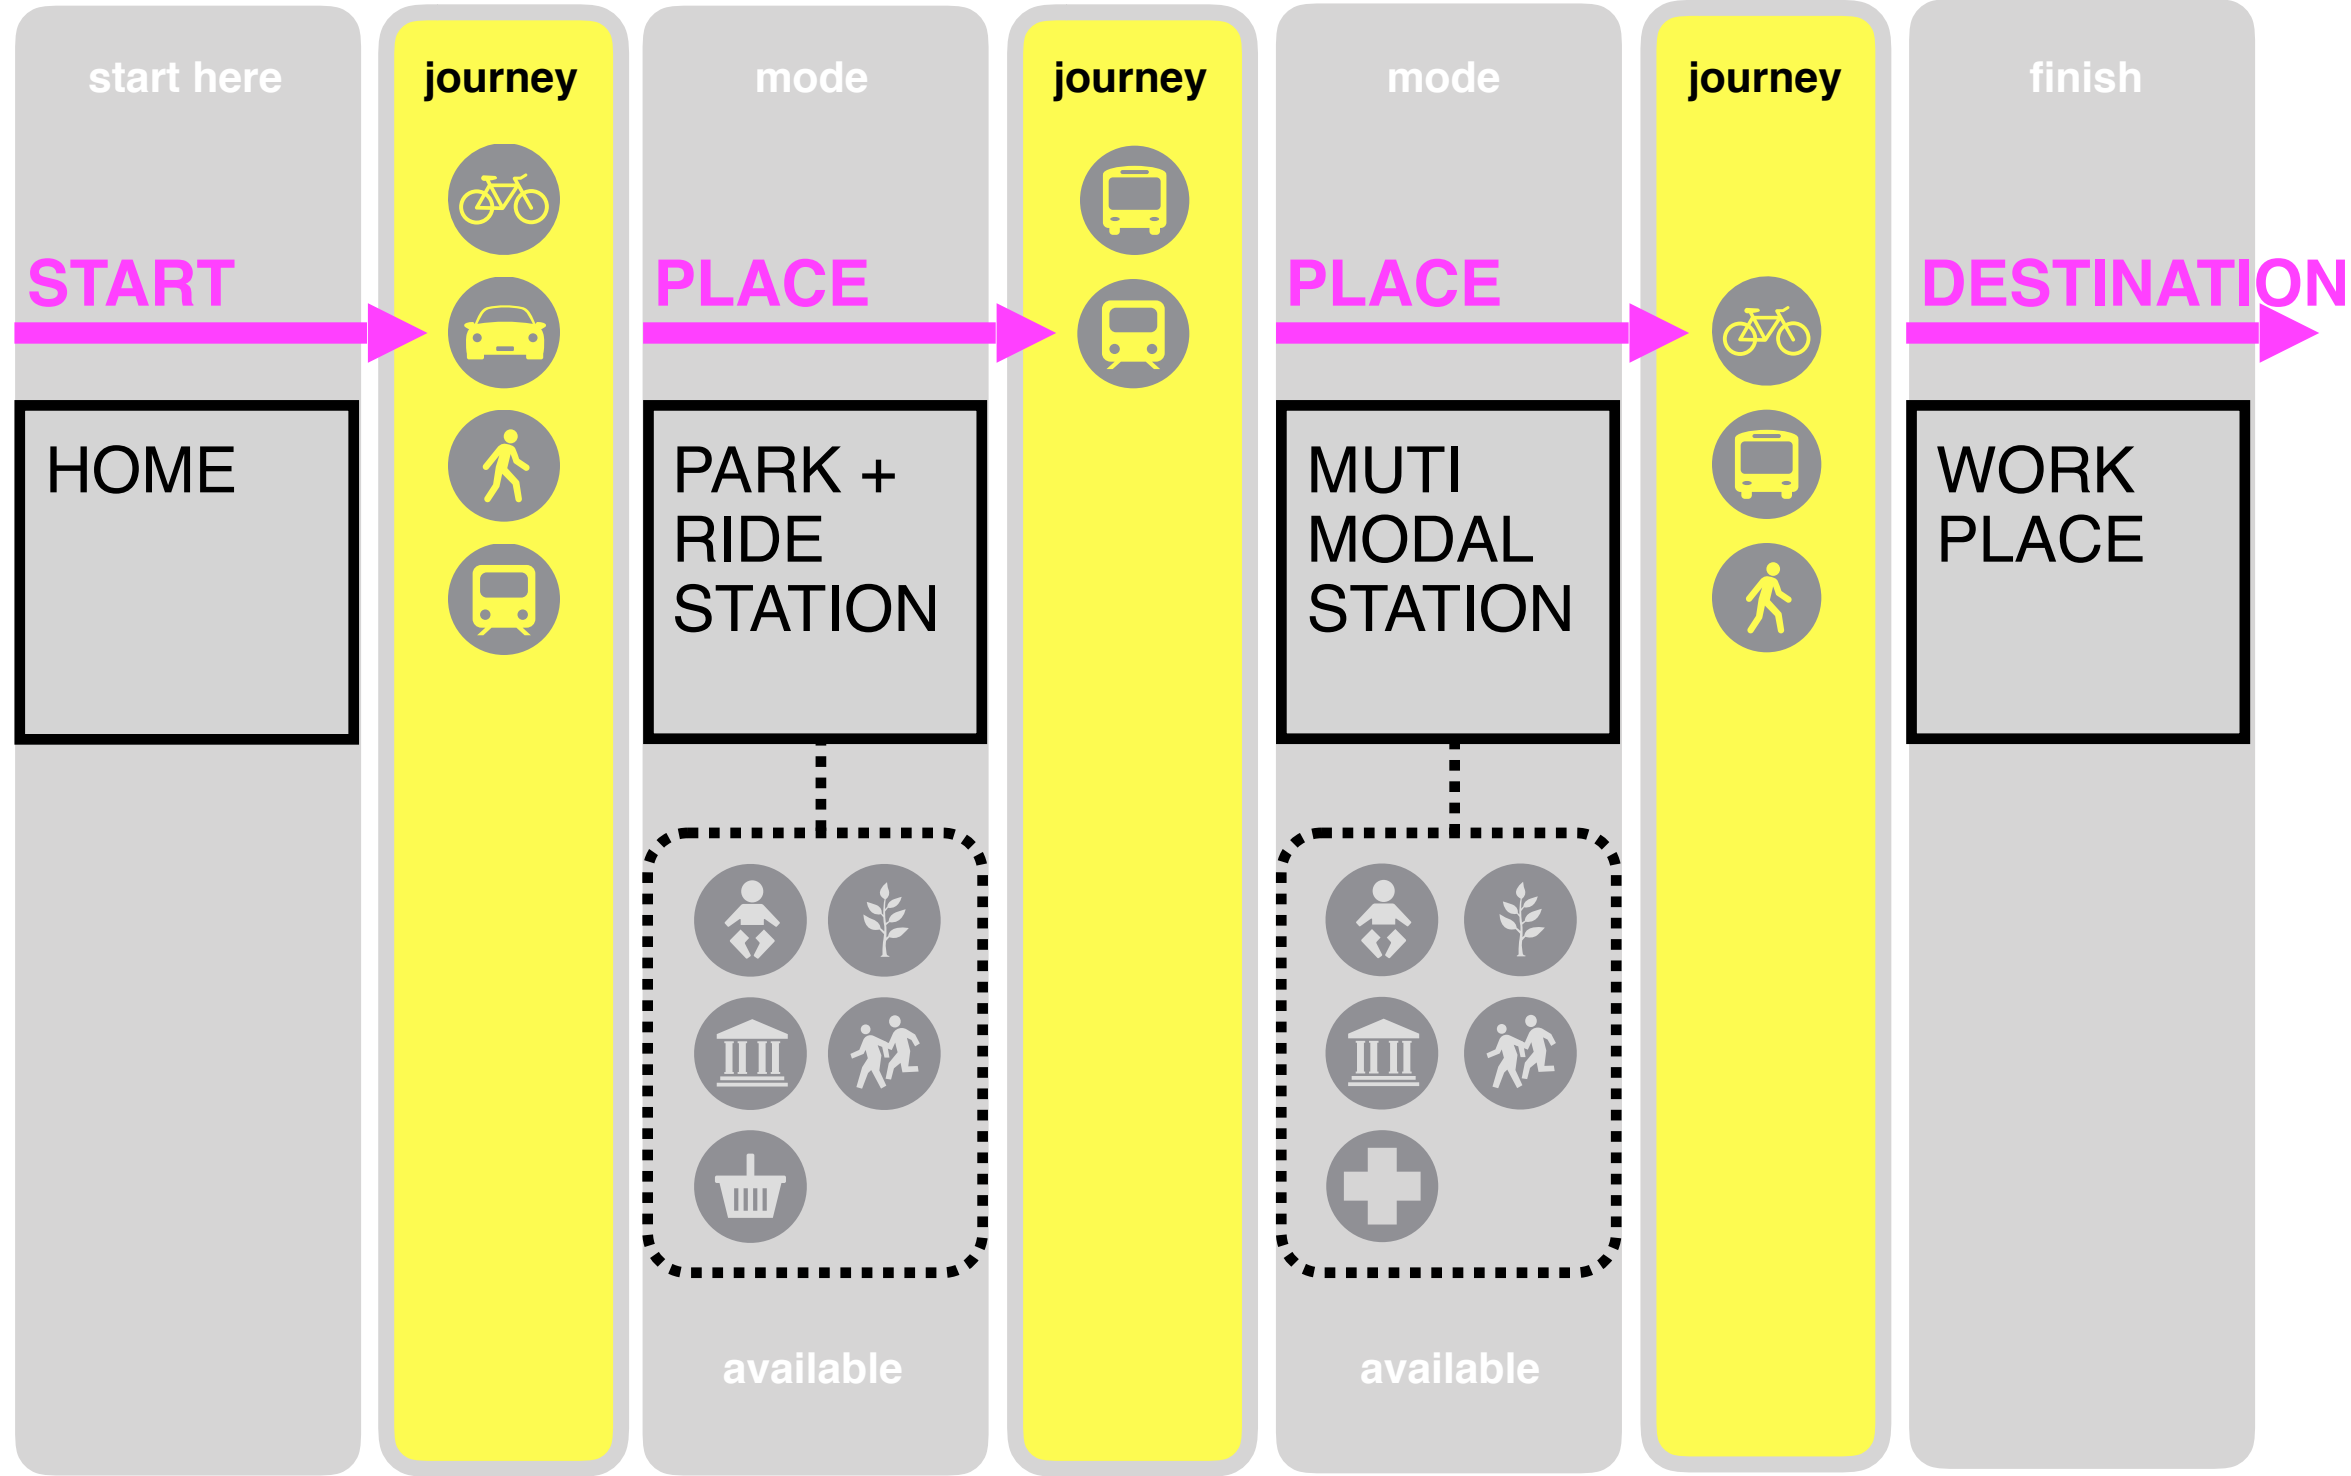 start here
journey
mode
journey
mode
journey
finish
START
PLACE
PLACE
DESTINATION
HOME
PARK +
RIDE
STATION
MUTI
MODAL
STATION
WORK
PLACE
available
available